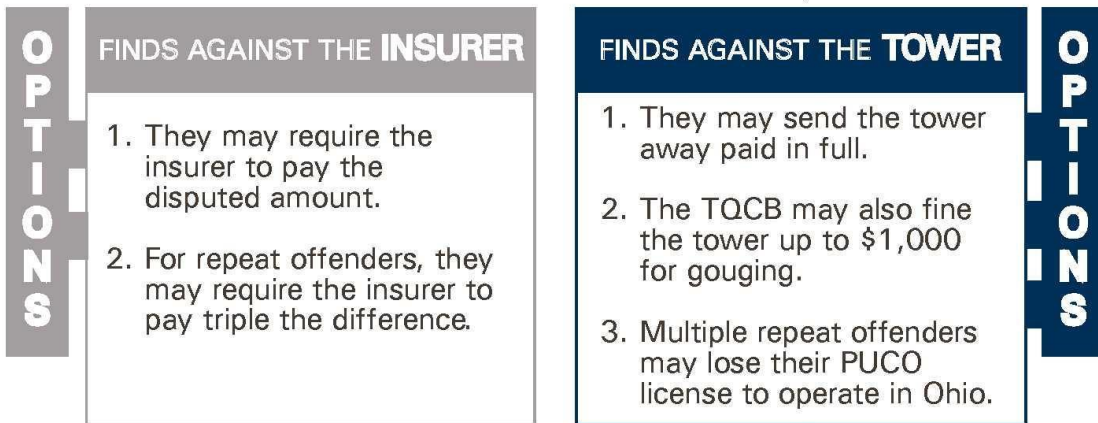 OPTIONS
FINDS AGAINST THE INSURER
1. They may require the
insurer to pay the
disputed amount.
2. For repeat offenders, they
may require the insurer to
pay triple the difference.
FINDS AGAINST THE TOWER
1. They may send the tower
away paid in full.
2. The TQCB may also fine
the tower up to $1,000
for gouging.
3. Multiple repeat offenders
may lose their PUCO
license to operate in Ohio.
OPTIONS